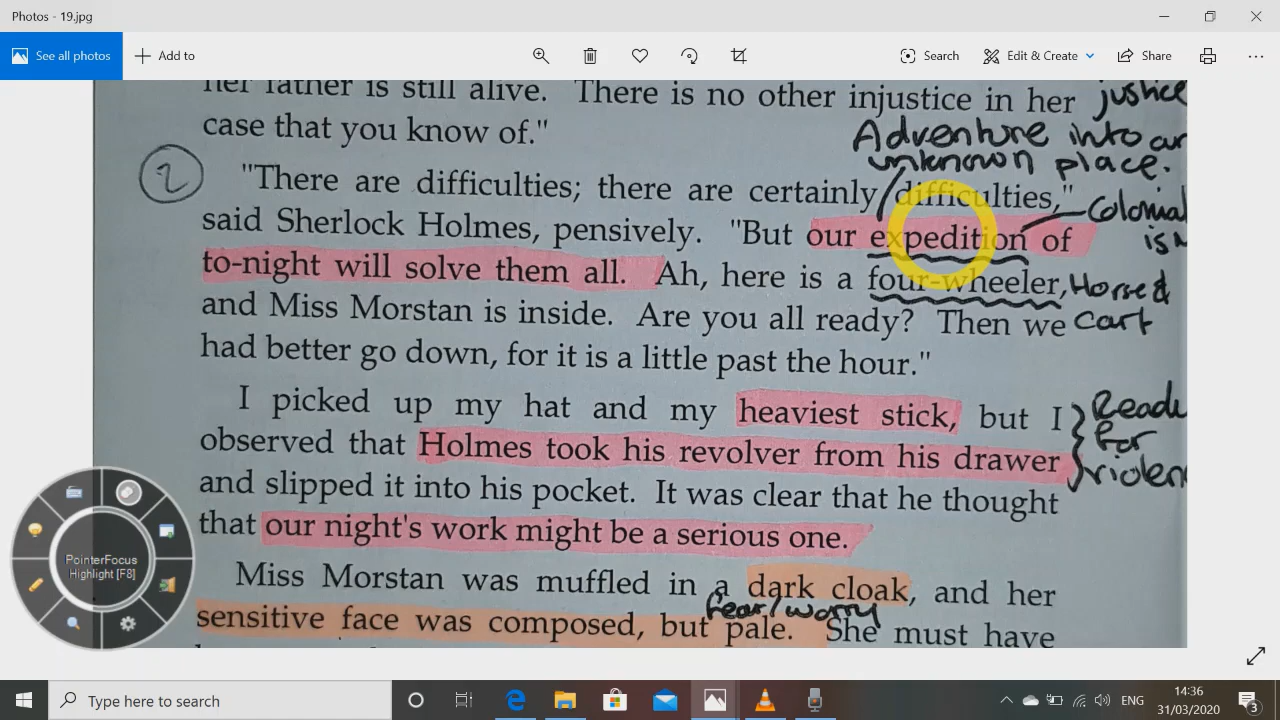 Photos - 19.jpg
See all photos
Add to
Search
Edit & Create
Share
her father is still alive. There is no other injustice in her justice
case that you know of."
Adventure into an
unknown place.
2
"There are difficulties; there are certainly difficulties,"
Colonial
is
said Sherlock Holmes, pensively. "But our expedition of
to-night will solve them all. Ah, here is a four-wheeler,
Horse &
cart
and Miss Morstan is inside. Are you all ready? Then we
had better go down, for it is a little past the hour."
I picked up my hat and my heaviest stick, but I
observed that Holmes took his revolver from his drawer
Read
for
violen
and slipped it into his pocket. It was clear that he thought
that our night's work might be a serious one.
Miss Morstan was muffled in a dark cloak, and her
fear/worry
sensitive face was composed, but pale. She must have
PointerFocus
Highlight [F8]
Type here to search
ENG
14:36
31/03/2020
3